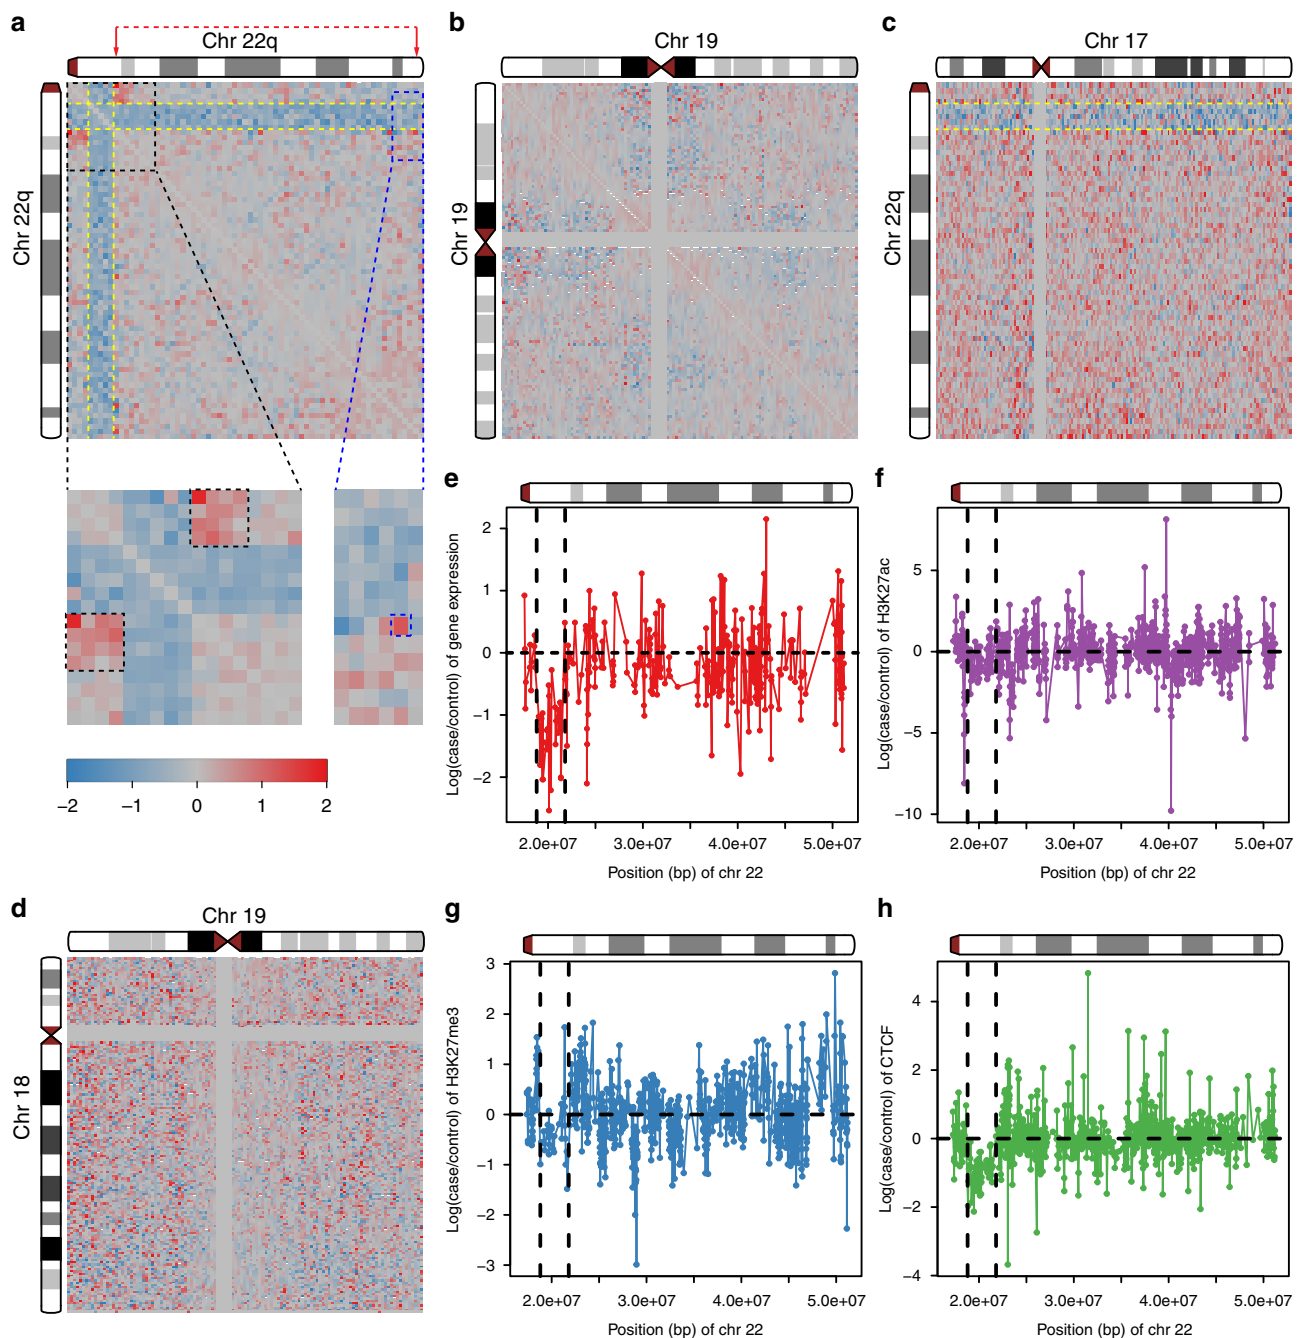 a
Chr 22q
Chr 22q
−2 −1 0 1 2
b
Chr 19
Chr 19
c
Chr 17
Chr 22q
d
Chr 19
Chr 18
e
Log(case/control) of gene expression
2
1
0
−1
−2
2.0e+07 3.0e+07 4.0e+07 5.0e+07
Position (bp) of chr 22
f
Log(case/control) of H3K27ac
5
0
−5
−10
2.0e+07 3.0e+07 4.0e+07 5.0e+07
Position (bp) of chr 22
g
Log(case/control) of H3K27me3
3
2
1
0
−1
−2
−3
2.0e+07 3.0e+07 4.0e+07 5.0e+07
Position (bp) of chr 22
h
Log(case/control) of CTCF
4
2
0
−2
−4
2.0e+07 3.0e+07 4.0e+07 5.0e+07
Position (bp) of chr 22